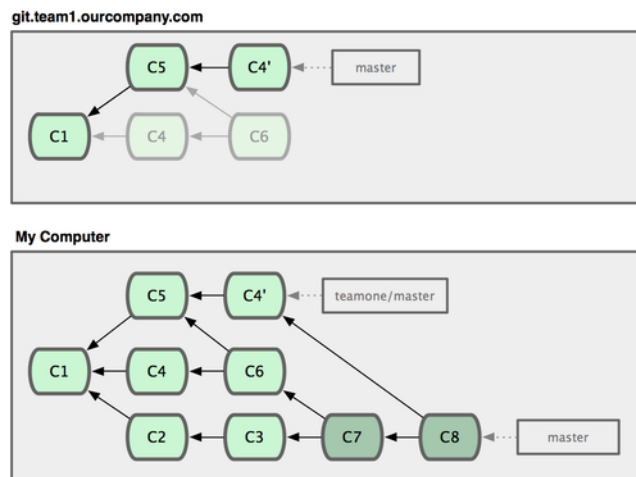 git.team1.ourcompany.com
C5 C4' master
C1 C4 C6
My Computer
C5 C4' teamone/master
C1 C4 C6
C2 C3 C7 C8 master